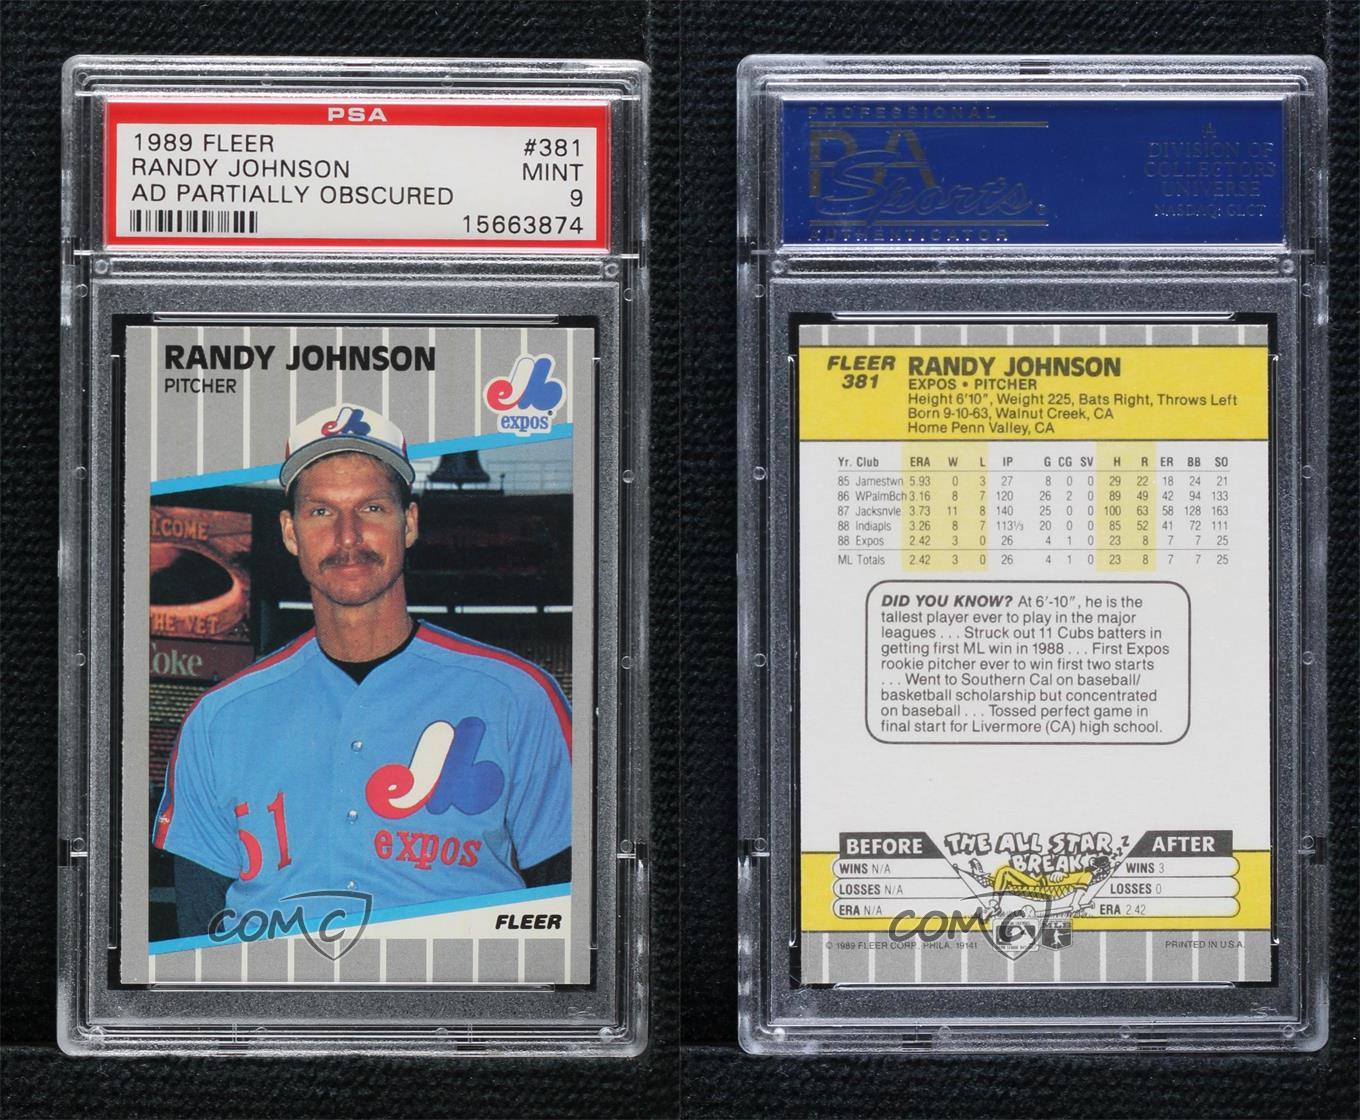 PSA
1989 FLEER #381
RANDY JOHNSON MINT
AD PARTIALLY OBSCURED 9
15663874
RANDY JOHNSON
PITCHER
expos
LCOME
THE VET
Coke
51
expos
FLEER
COMC
PROFESSIONAL
PSA
Sports
AUTHENTICATOR
A
DIVISION OF
COLLECTORS
UNIVERSE
NASDAQ: CLCT
FLEER
381
RANDY JOHNSON
EXPOS • PITCHER
Height 6'10", Weight 225, Bats Right, Throws Left
Born 9-10-63, Walnut Creek, CA
Home Penn Valley, CA
Yr. Club ERA W L IP G CG SV H R ER BB SO
85 Jamestwn 5.93 0 3 27 8 0 0 29 22 18 24 21
86 WPalmBch 3.16 8 7 120 26 2 0 89 49 42 94 133
87 Jacksnvle 3.73 11 8 140 25 0 0 100 63 58 128 163
88 Indiapls 3.26 8 7 113⅓ 20 0 0 85 52 41 72 111
88 Expos 2.42 3 0 26 4 1 0 23 8 7 7 25
ML Totals 2.42 3 0 26 4 1 0 23 8 7 7 25
DID YOU KNOW? At 6'-10", he is the
tallest player ever to play in the major
leagues . . . Struck out 11 Cubs batters in
getting first ML win in 1988 . . . First Expos
rookie pitcher ever to win first two starts
. . . Went to Southern Cal on baseball/
basketball scholarship but concentrated
on baseball . . . Tossed perfect game in
final start for Livermore (CA) high school.
BEFORE THE ALL STAR BREAK AFTER
WINS N/A WINS 3
LOSSES N/A LOSSES 0
ERA N/A ERA 2.42
COMC
© 1989 FLEER CORP., PHILA. 19141 PRINTED IN U.S.A.